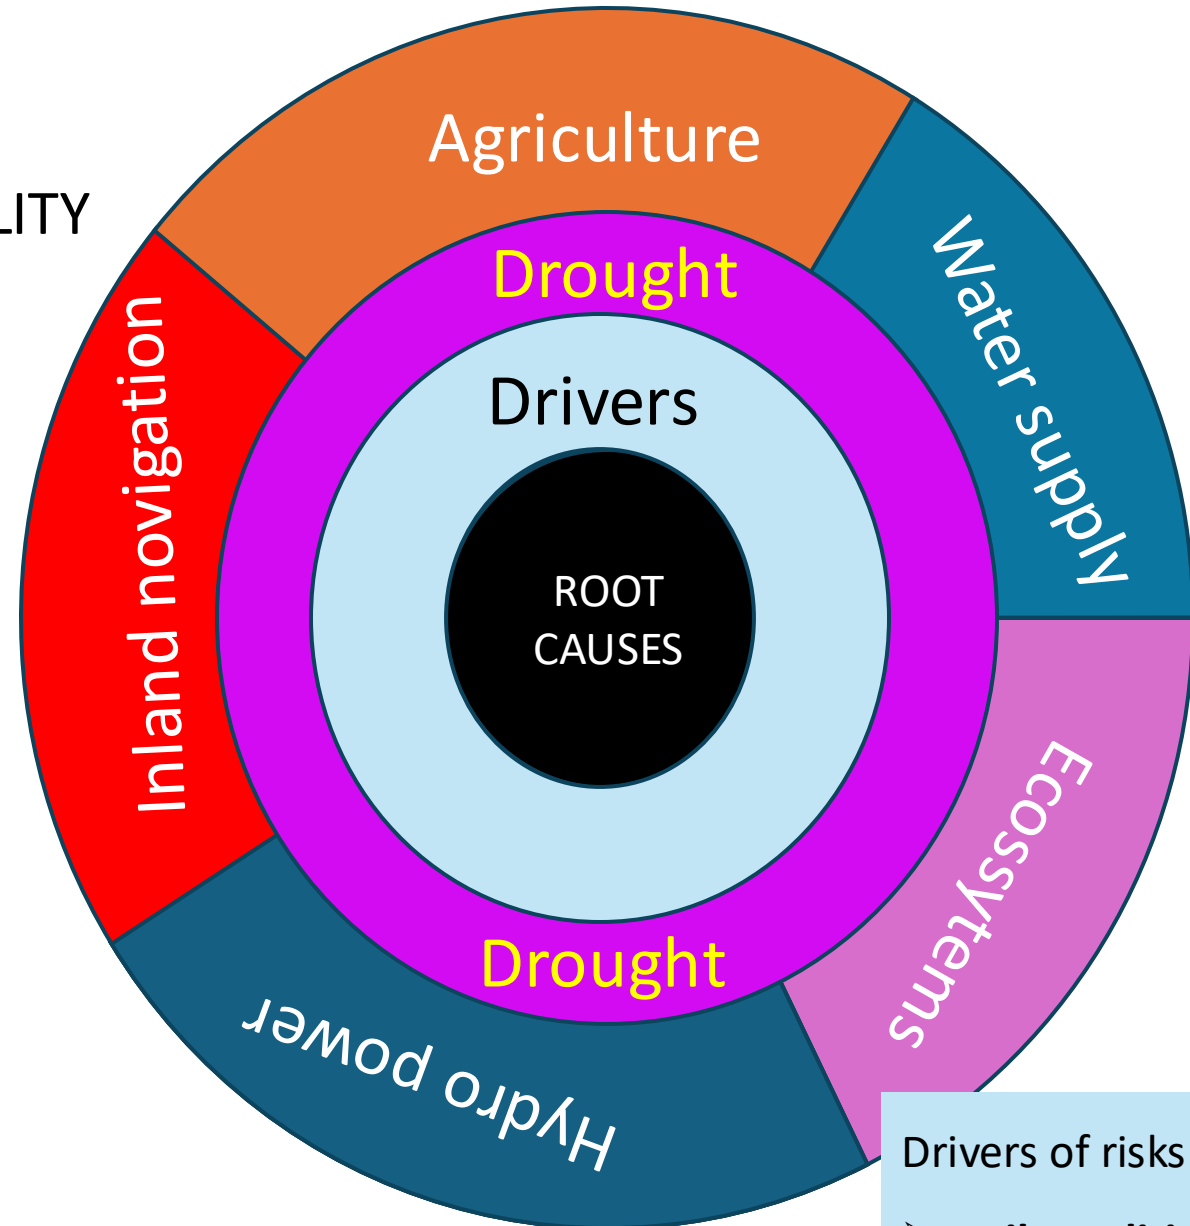 Agriculture
LITY
Water supply
Drought
Inland novigation
Drivers
ROOT
CAUSES
Ecossytems
Drought
Hydro power
Drivers of risks